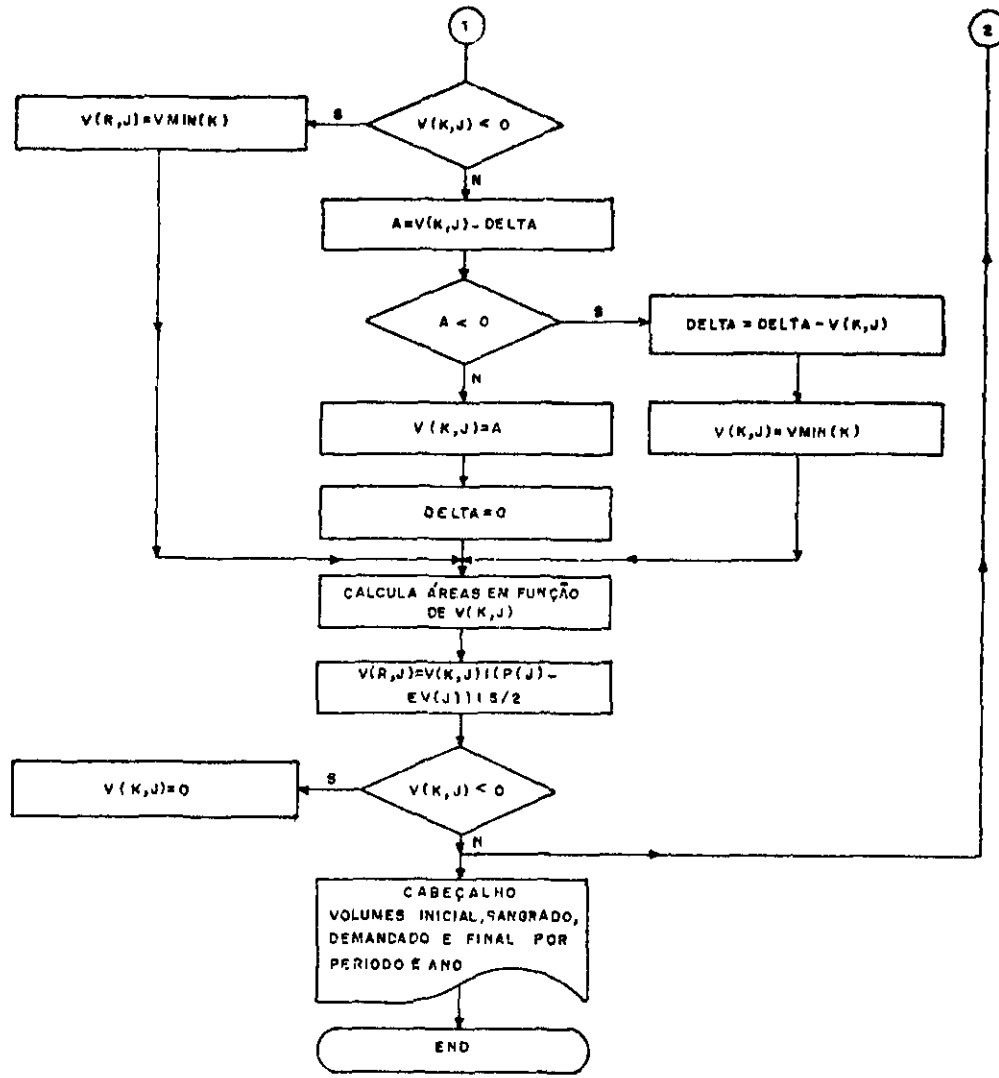 1
2
V(R,J)=VMIN(K)
S
V(K,J) < 0
N
A=V(K,J)- DELTA
A < 0
S
DELTA = DELTA - V(K,J)
N
V(K,J)=A
V(K,J)=VMIN(K)
DELTA=0
CALCULA ÁREAS EM FUNÇÃO
DE V(K,J)
V(R,J)=V(K,J)I(P(J)-
EV(J))IS/2
V(K,J)=0
S
V(K,J) < 0
N
CABEÇALHO
VOLUMES INICIAL, SANGRADO,
DEMANDADO E FINAL POR
PERIODO E ANO
END